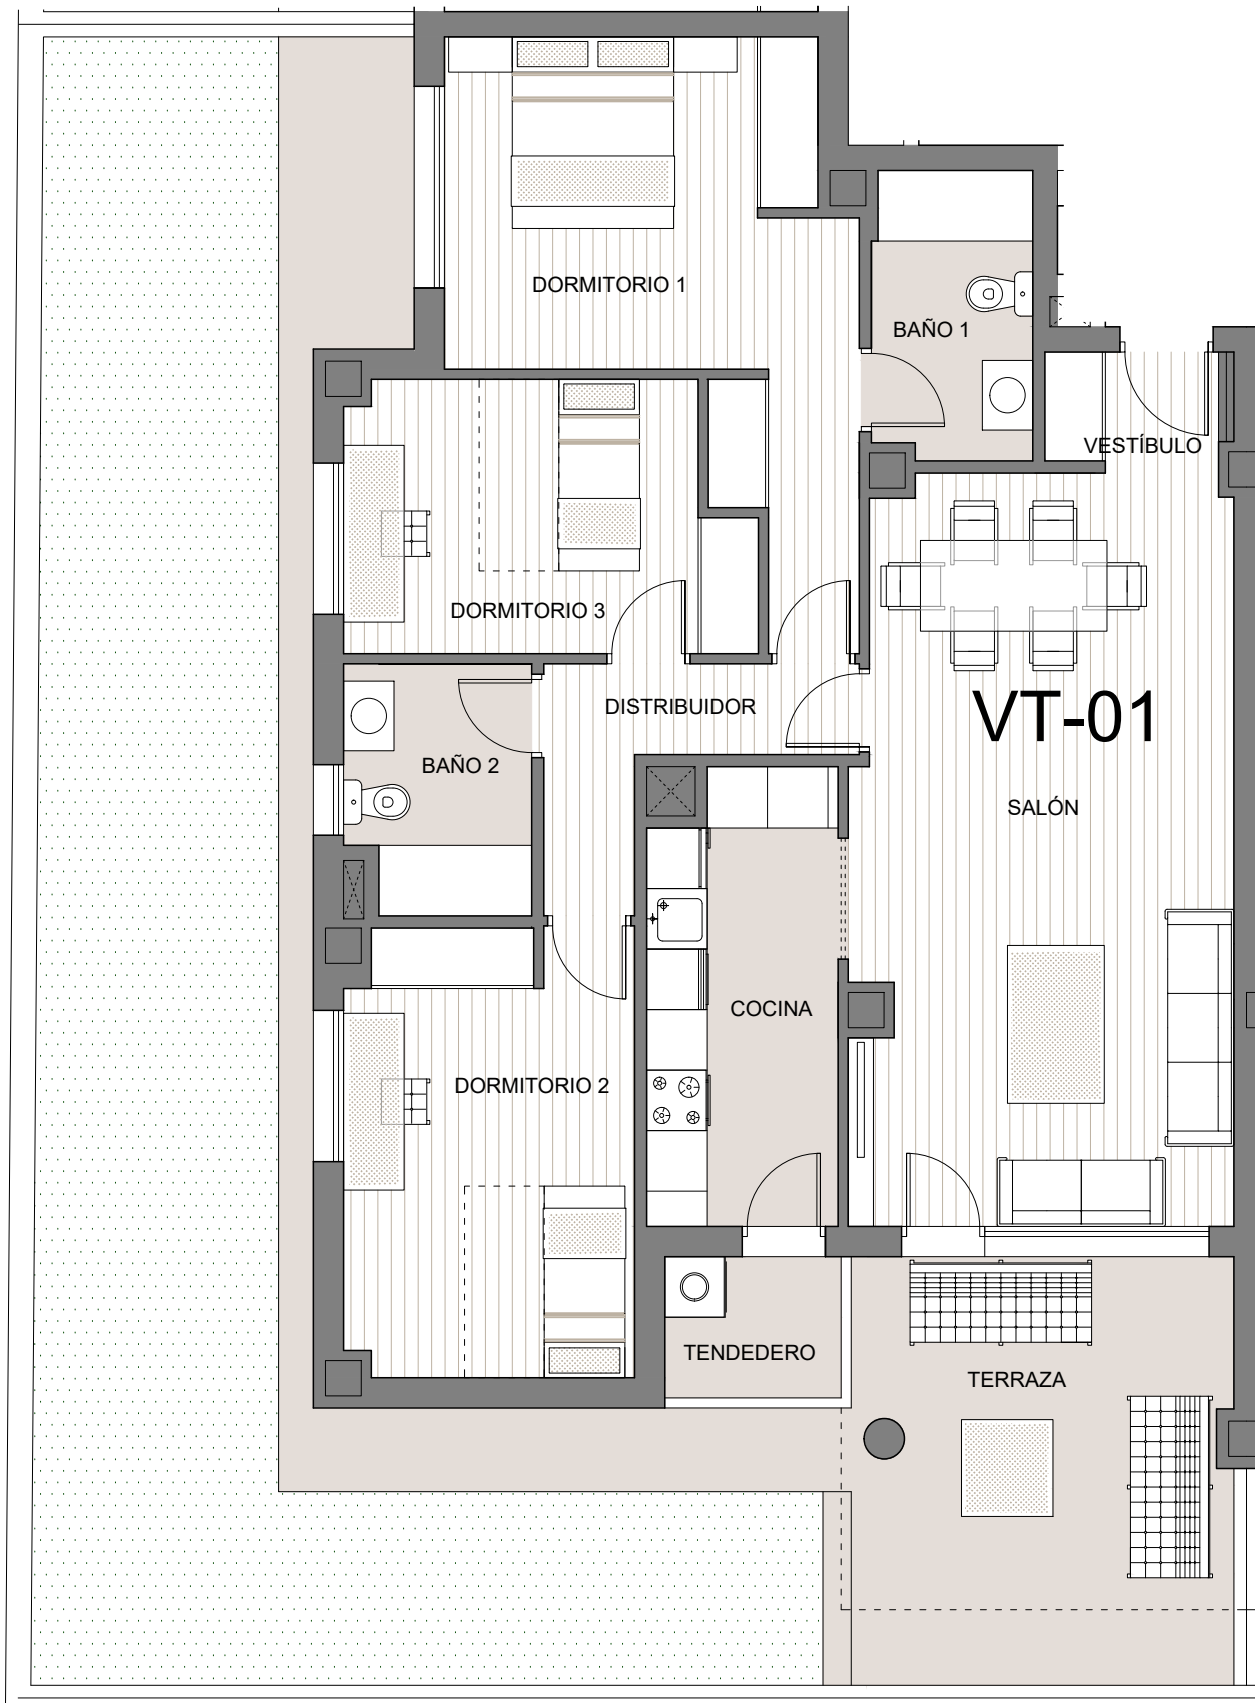 DORMITORIO 1
BAÑO 1
VESTÍBULO
DORMITORIO 3
VT-01
DISTRIBUIDOR
BAÑO 2
SALÓN
COCINA
DORMITORIO 2
TENDEDERO
TERRAZA